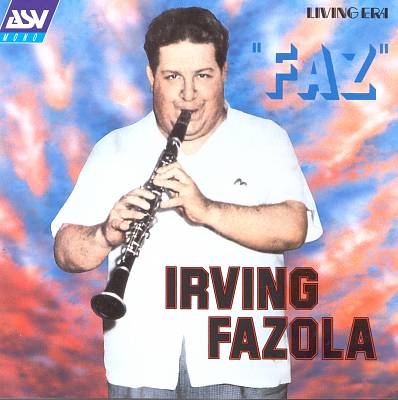 ASV
MONO
LIVING ERA
"FAZ"
IRVING
FAZOLA